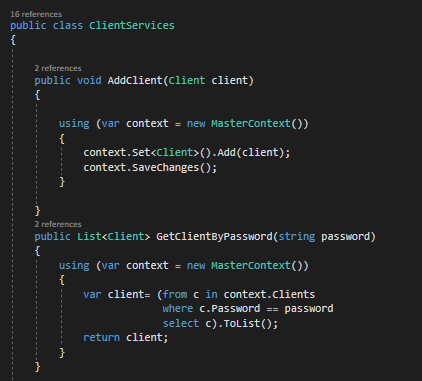 16 references
public class ClientServices
{
2 references
public void AddClient(Client client)
{
using (var context = new MasterContext())
{
context.Set<Client>().Add(client);
context.SaveChanges();
}
}
2 references
public List<Client> GetClientByPassword(string password)
{
using (var context = new MasterContext())
{
var client= (from c in context.Clients
where c.Password == password
select c).ToList();
return client;
}
}